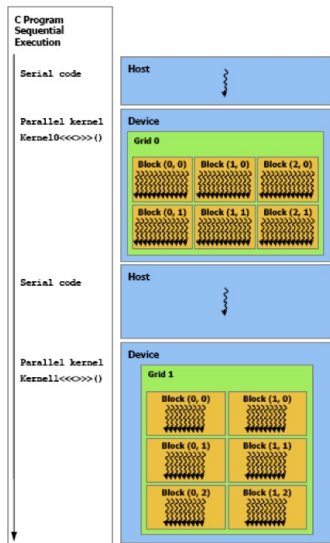 C Program
Sequential
Execution
Serial code
Host
Parallel kernel
Kernel0<<<>>>()
Device
Grid 0
Block (0, 0) Block (1, 0) Block (2, 0)
Block (0, 1) Block (1, 1) Block (2, 1)
Serial code
Host
Parallel kernel
Kernel1<<<>>>()
Device
Grid 1
Block (0, 0) Block (1, 0)
Block (0, 1) Block (1, 1)
Block (0, 2) Block (1, 2)